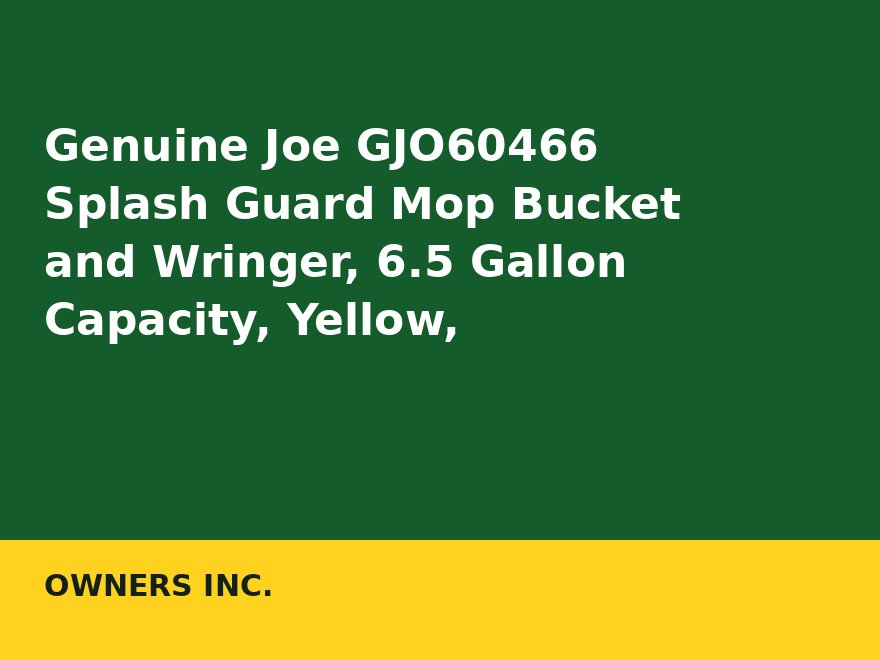 Genuine Joe GJO60466
Splash Guard Mop Bucket
and Wringer, 6.5 Gallon
Capacity, Yellow,
OWNERS INC.